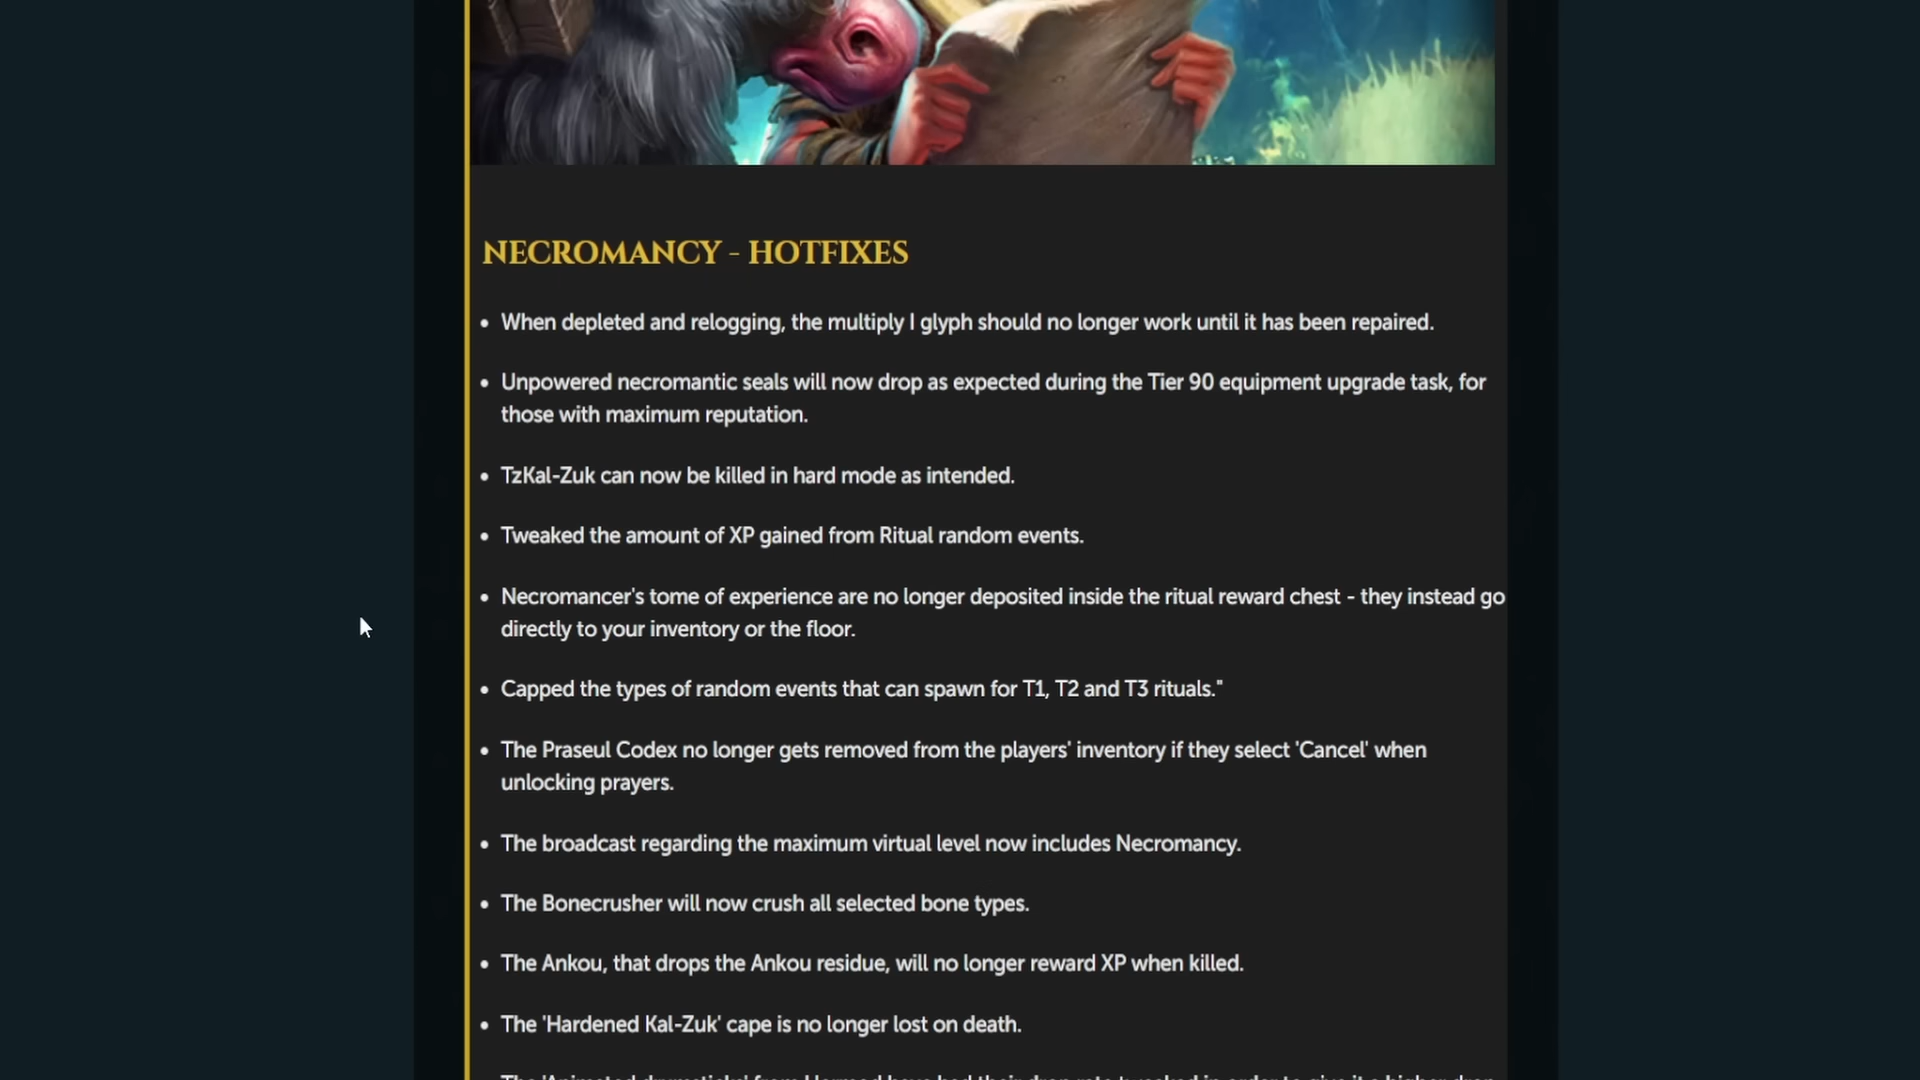 NECROMANCY - HOTFIXES
• When depleted and relogging, the multiply I glyph should no longer work until it has been repaired.
• Unpowered necromantic seals will now drop as expected during the Tier 90 equipment upgrade task, for
those with maximum reputation.
• TzKal-Zuk can now be killed in hard mode as intended.
• Tweaked the amount of XP gained from Ritual random events.
• Necromancer's tome of experience are no longer deposited inside the ritual reward chest - they instead go
directly to your inventory or the floor.
• Capped the types of random events that can spawn for T1, T2 and T3 rituals."
• The Praseul Codex no longer gets removed from the players' inventory if they select 'Cancel' when
unlocking prayers.
• The broadcast regarding the maximum virtual level now includes Necromancy.
• The Bonecrusher will now crush all selected bone types.
• The Ankou, that drops the Ankou residue, will no longer reward XP when killed.
• The 'Hardened Kal-Zuk' cape is no longer lost on death.